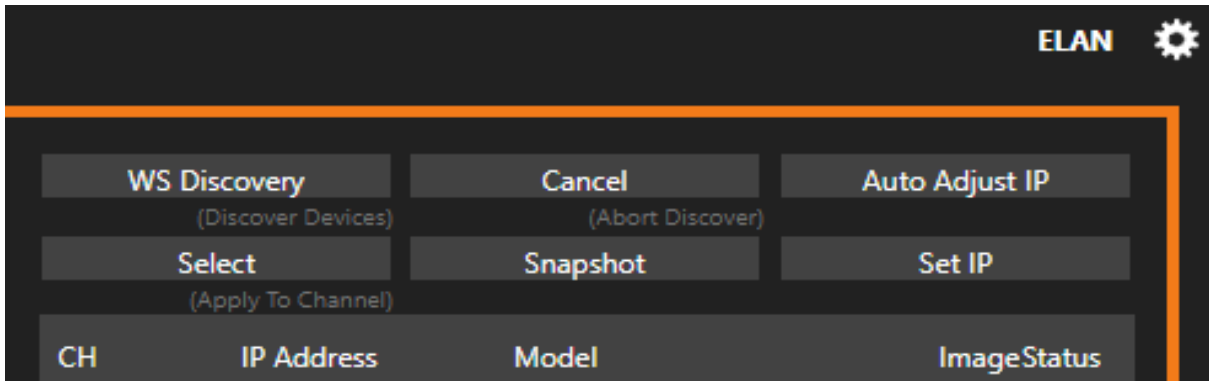 ELAN
WS Discovery Cancel Auto Adjust IP
(Discover Devices) (Abort Discover)
Select Snapshot Set IP
(Apply To Channel)
CH IP Address Model ImageStatus